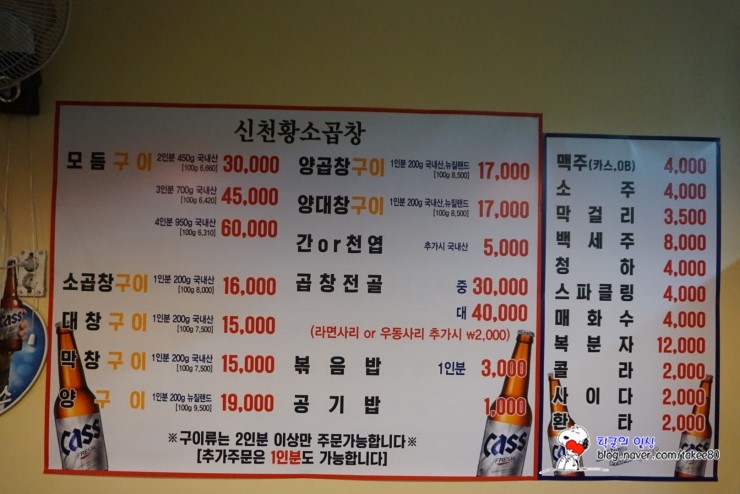 신천황소곱창
모듬구이 2인분 450g 국내산 [100g 6,660] 30,000
3인분 700g 국내산 [100g 6,420] 45,000
4인분 950g 국내산 [100g 6,310] 60,000
소곱창구이 1인분 200g 국내산 [100g 8,000] 16,000
대창구이 1인분 200g 국내산 [100g 7,500] 15,000
막창구이 1인분 200g 국내산 [100g 7,500] 15,000
양구이 1인분 200g 뉴질랜드 [100g 9,500] 19,000
양곱창구이 1인분 200g 국내산,뉴질랜드 [100g 8,500] 17,000
양대창구이 1인분 200g 국내산,뉴질랜드 [100g 8,500] 17,000
간or천엽 추가시 국내산 5,000
곱창전골 중 30,000
대 40,000
(라면사리 or 우동사리 추가시 ₩2,000)
볶음밥 1인분 3,000
공기밥 1,000
※구이류는 2인분 이상만 주문가능합니다※
[추가주문은 1인분도 가능합니다]
맥주(카스,OB) 4,000
소주 4,000
막걸리 3,500
백세주 8,000
청하 4,000
스파클링 4,000
매화수 4,000
복분자 12,000
콜라 2,000
사이다 2,000
환타 2,000
Cass
FRESH
Cass
FRESH
blog.naver.com/takee80